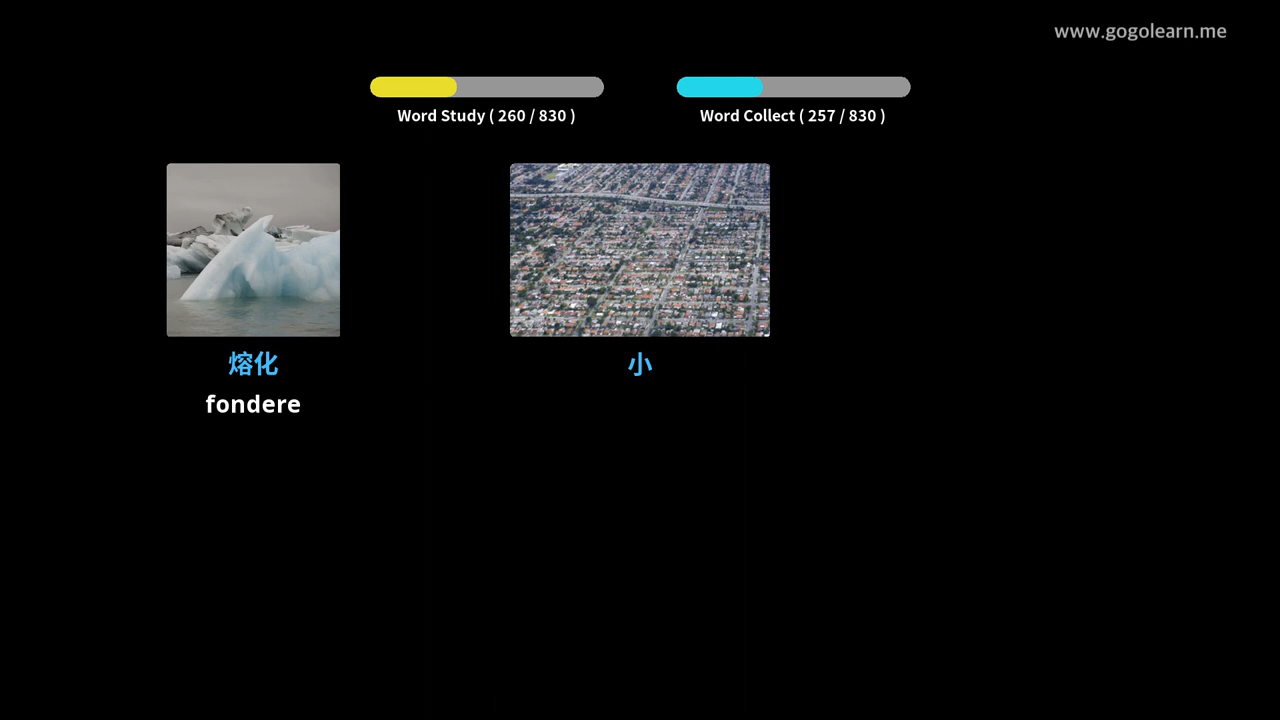 www.gogolearn.me
Word Study ( 260 / 830 )
Word Collect ( 257 / 830 )
熔化
fondere
小